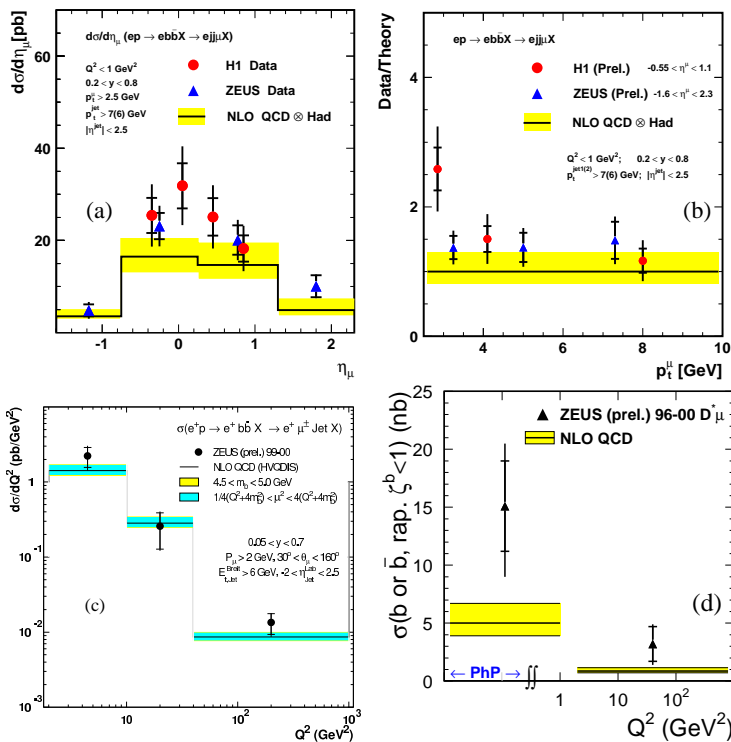 dσ/dη_μ[pb]
dσ/dη_μ (ep → ebb̄X → ejjμX)
Q² < 1 GeV²
0.2 < y < 0.8
p_t^μ > 2.5 GeV
p_t^jet > 7(6) GeV
|η^jet| < 2.5
H1 Data
ZEUS Data
NLO QCD ⊗ Had
(a)
60
40
20
-1 0 1 2
η_μ
Data/Theory
ep → ebb̄X → ejjμX
H1 (Prel.) -0.55 < η^μ < 1.1
ZEUS (Prel.) -1.6 < η^μ < 2.3
NLO QCD ⊗ Had
Q² < 1 GeV²; 0.2 < y < 0.8
p_t^jet1(2) > 7(6) GeV; |η^jet| < 2.5
(b)
4
2
0
4 6 8 10
p_t^μ [GeV]
dσ/dQ² (pb/GeV²)
σ(e⁺p → e⁺ bb̄ X → e⁺ μ^± Jet X)
ZEUS (prel.) 99-00
NLO QCD (HVQDIS)
4.5 < m_b < 5.0 GeV
1/4(Q²+4m_b²) < μ² < 4(Q²+4m_b²)
0.05 < y < 0.7
P_μ > 2 GeV, 30° < θ_μ < 160°
E_t,Jet^Breit > 6 GeV, -2 < η_Jet^Lab < 2.5
(c)
1
10⁻¹
10⁻²
10⁻³
10 10² 10³
Q² (GeV²)
σ(b or b̄, rap. ζ^b<1) (nb)
ZEUS (prel.) 96-00 D*μ
NLO QCD
(d)
25
20
15
10
5
0
← PhP →
1 10 10²
Q² (GeV²)